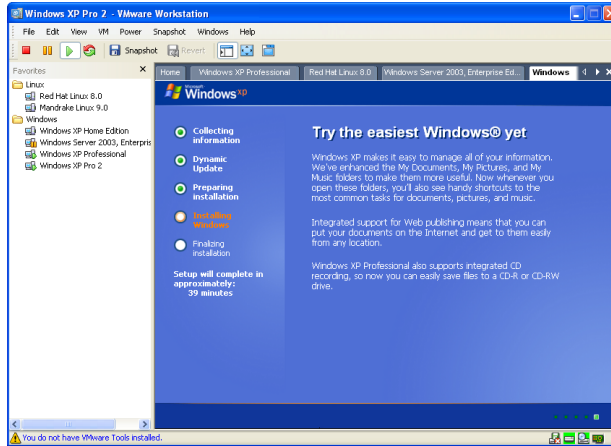 Windows XP Pro 2 - VMware Workstation
File Edit View VM Power Snapshot Windows Help
Snapshot Revert
Favorites
Linux
Red Hat Linux 8.0
Mandrake Linux 9.0
Windows
Windows XP Home Edition
Windows Server 2003, Enterpris
Windows XP Professional
Windows XP Pro 2
Home Windows XP Professional Red Hat Linux 8.0 Windows Server 2003, Enterprise Ed... Windows
Microsoft
Windows xp
Collecting
information
Dynamic
Update
Preparing
installation
Installing
Windows
Finalizing
installation
Setup will complete in
approximately:
39 minutes
Try the easiest Windows® yet
Windows XP makes it easy to manage all of your information.
We've enhanced the My Documents, My Pictures, and My
Music folders to make them more useful. Now whenever you
open these folders, you'll also see handy shortcuts to the
most common tasks for documents, pictures, and music.
Integrated support for Web publishing means that you can
put your documents on the Internet and get to them easily
from any location.
Windows XP Professional also supports integrated CD
recording, so now you can easily save files to a CD-R or CD-RW
drive.
You do not have VMware Tools installed.